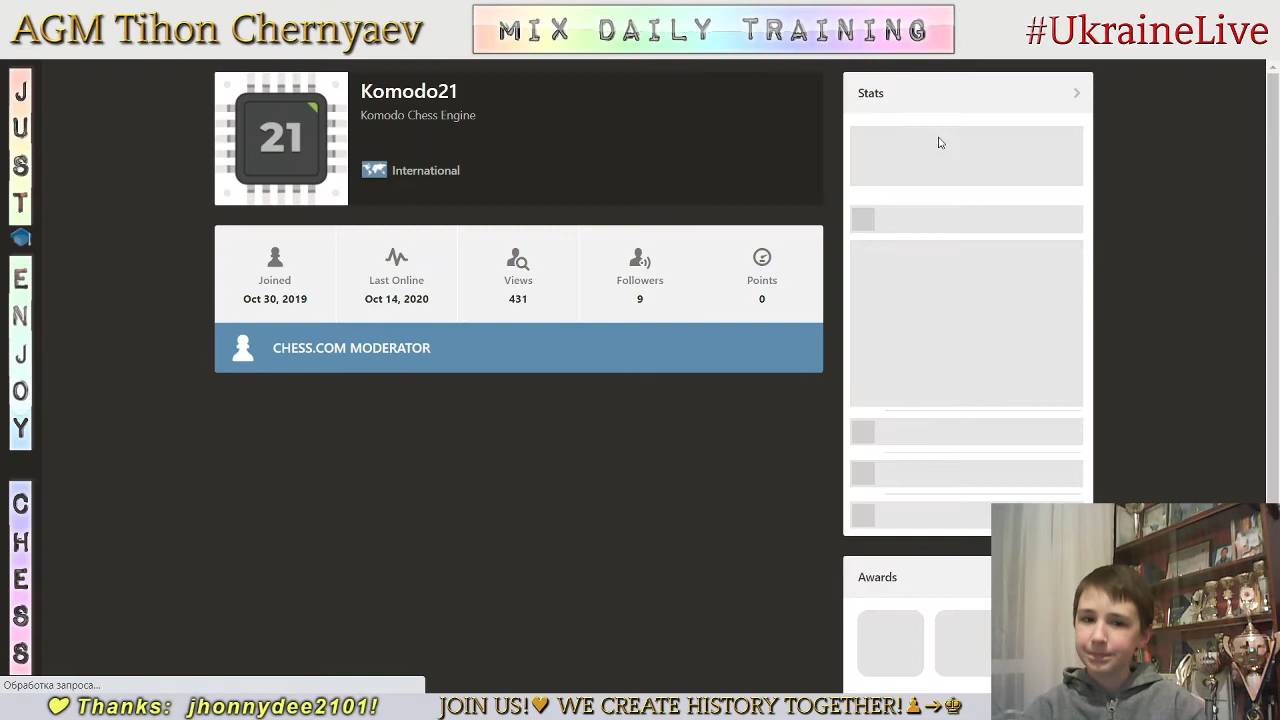 AGM Tihon Chernyaev
MIX DAILY TRAINING
#UkraineLive
JUST
ENJOY
CHESS
21
Komodo21
Komodo Chess Engine
International
Stats
Joined
Oct 30, 2019
Last Online
Oct 14, 2020
Views
431
Followers
9
Points
0
CHESS.COM MODERATOR
Awards
Обработка запроса...
Thanks: jhonnydee2101!
JOIN US! WE CREATE HISTORY TOGETHER!